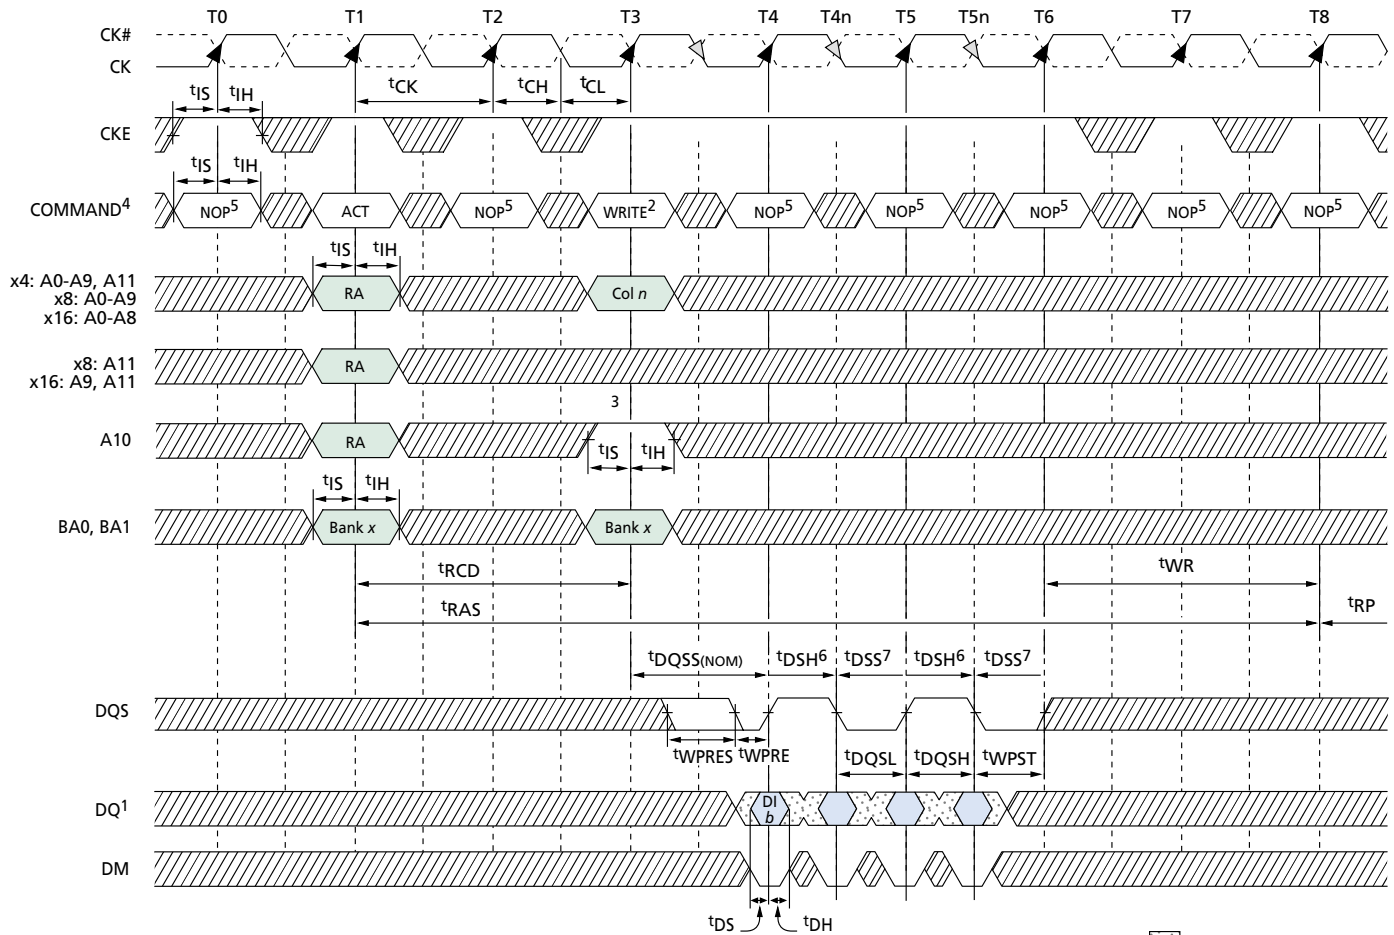 T0 T1 T2 T3 T4 T4n T5 T5n T6 T7 T8
CK#
CK
tCK tCH tCL
tIS tIH
CKE
tIS tIH
COMMAND4 NOP5 ACT NOP5 WRITE2 NOP5 NOP5 NOP5 NOP5 NOP5
tIS tIH
x4: A0-A9, A11
x8: A0-A9
x16: A0-A8
RA Col n
x8: A11
x16: A9, A11
RA
3
A10 RA
tIS tIH
tIS tIH
BA0, BA1 Bank x Bank x
tRCD tWR
tRAS tRP
tDQSS(NOM) tDSH6 tDSS7 tDSH6 tDSS7
DQS
tWPRES tWPRE tDQSL tDQSH tWPST
DQ1 DI
b
DM
tDS tDH